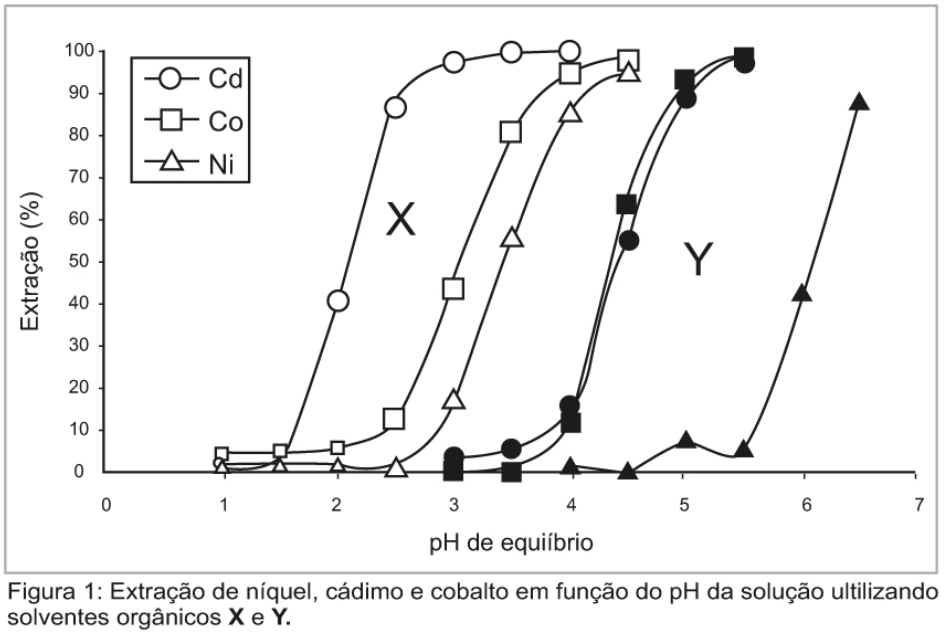 100
90
80
70
60
50
40
30
20
10
0
Extração (%)
Cd
Co
Ni
X
Y
0 1 2 3 4 5 6 7
pH de equiíbrio
Figura 1: Extração de níquel, cádimo e cobalto em função do pH da solução ultilizando
solventes orgânicos X e Y.